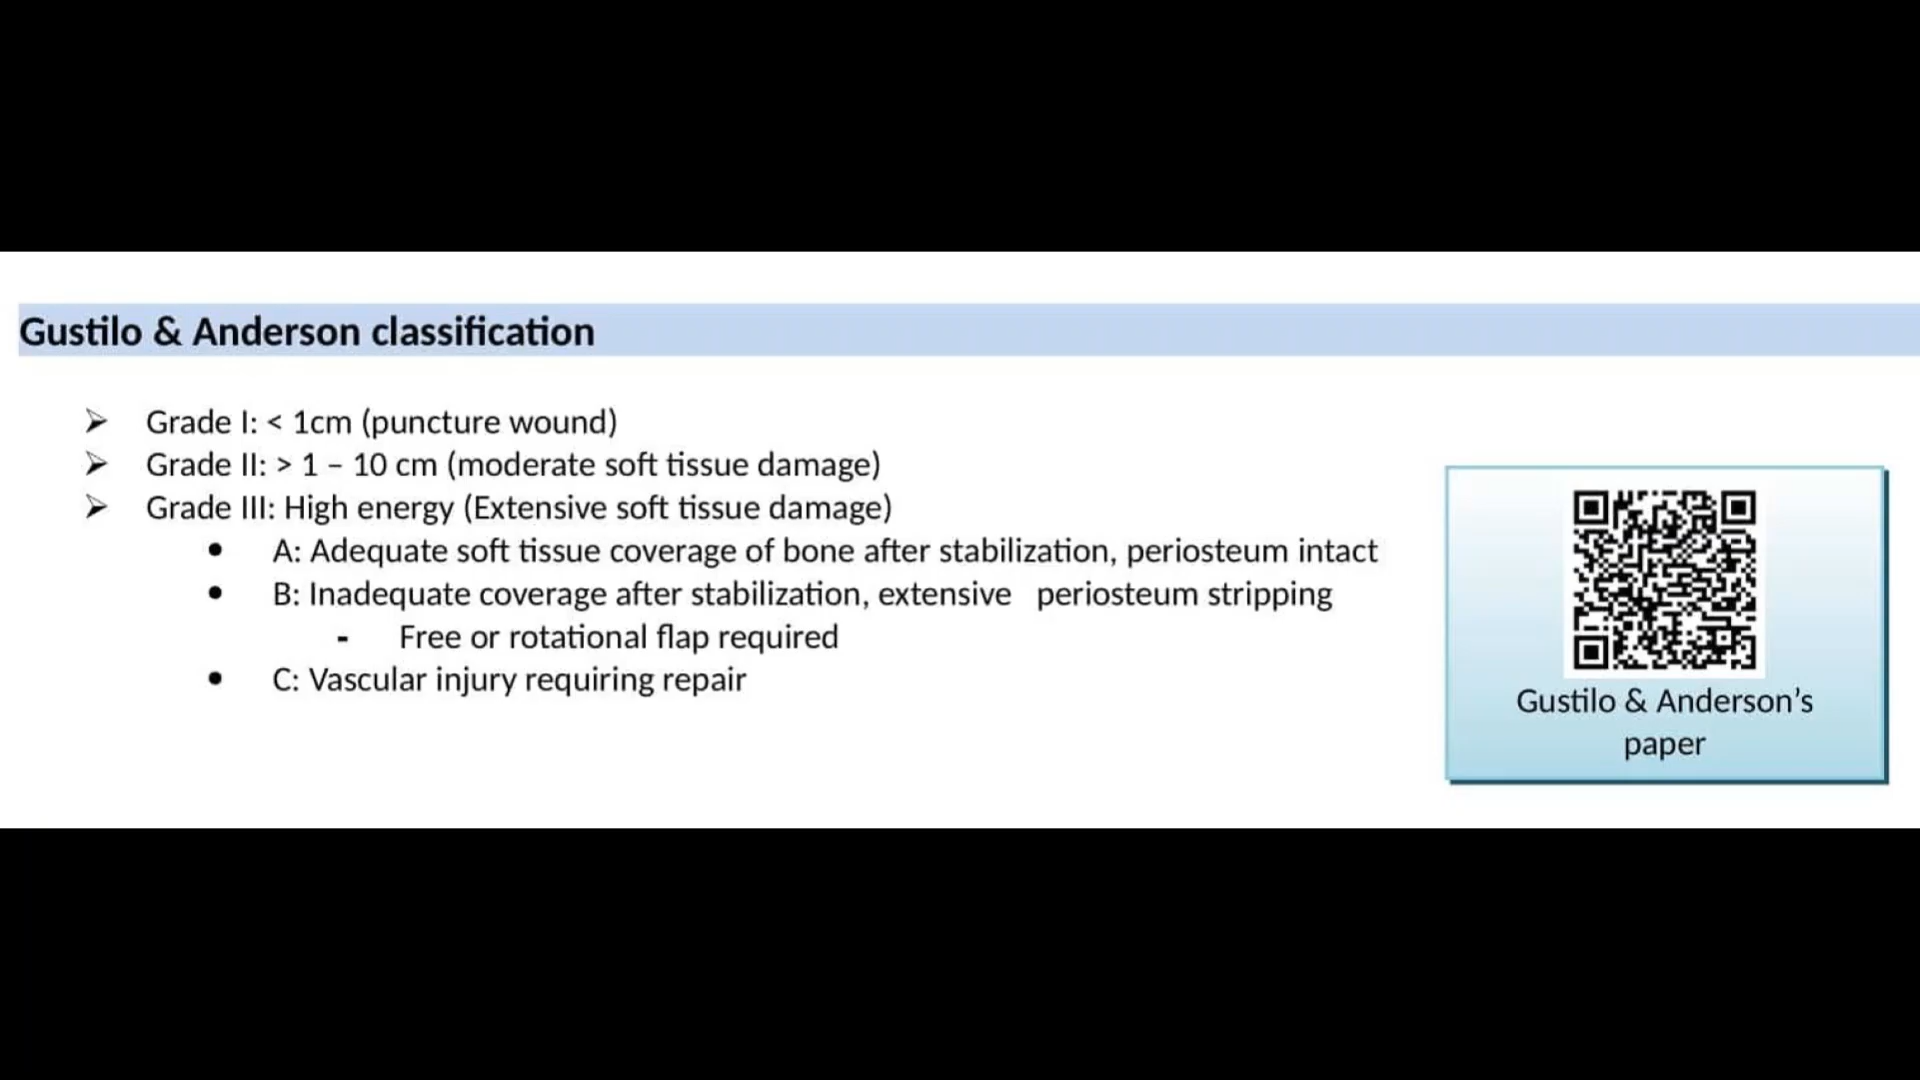 Gustilo & Anderson classification
➢ Grade I: < 1cm (puncture wound)
➢ Grade II: > 1 – 10 cm (moderate soft tissue damage)
➢ Grade III: High energy (Extensive soft tissue damage)
• A: Adequate soft tissue coverage of bone after stabilization, periosteum intact
• B: Inadequate coverage after stabilization, extensive periosteum stripping
- Free or rotational flap required
• C: Vascular injury requiring repair
Gustilo & Anderson’s
paper